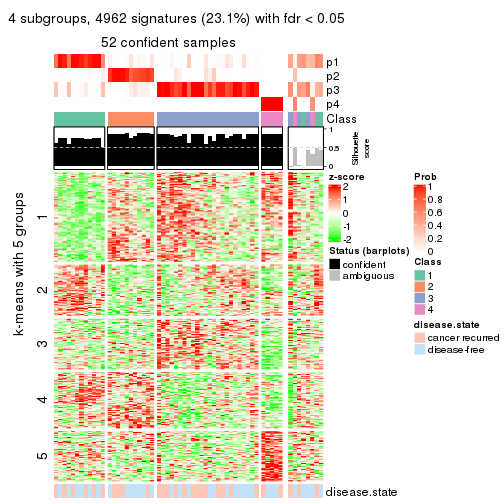 4 subgroups, 4962 signatures (23.1%) with fdr < 0.05
52 confident samples
p1
p2
p3
p4
Class
1
0.5
0
Silhouette
score
k-means with 5 groups
1
2
3
4
5
z-score
2
1
0
-1
-2
Status (barplots)
confident
ambiguous
Prob
1
0.8
0.6
0.4
0.2
0
Class
1
2
3
4
disease.state
cancer recurred
disease-free
disease.state